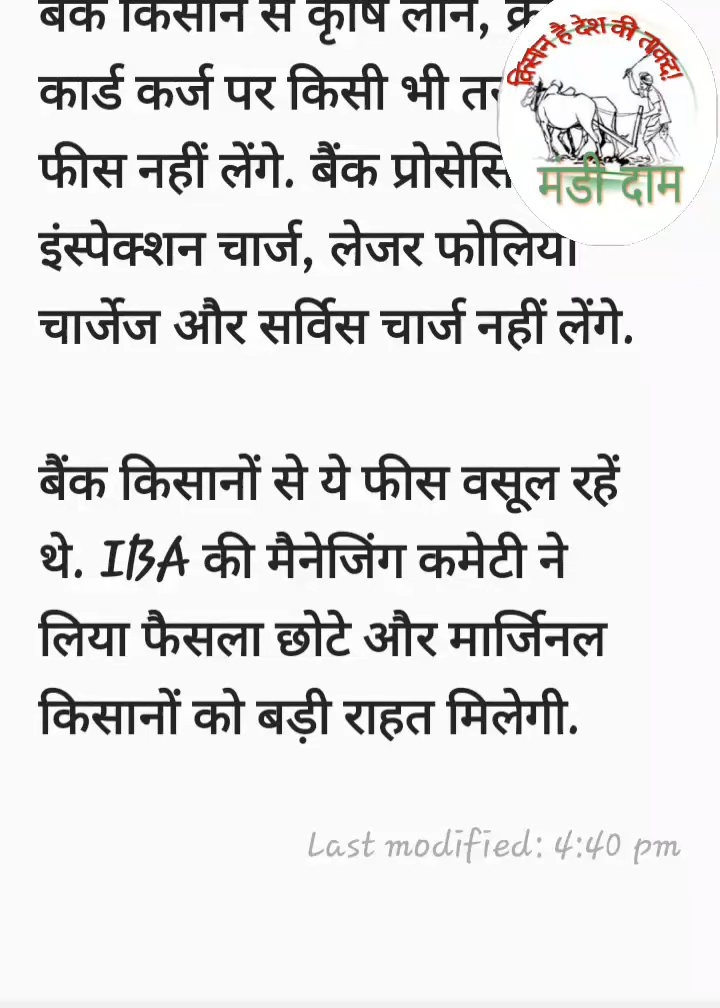 बैंक किसान से कृषि लोन,
कार्ड कर्ज पर किसी भी
फीस नहीं लेंगे. बैंक
इंस्पेक्शन चार्ज, लेजर फोलियो
चार्जेज और सर्विस चार्ज नहीं लेंगे.
बैंक किसानों से ये फीस वसूल रहें
थे. IBA की मैनेजिंग कमेटी ने
लिया फैसला छोटे और मार्जिनल
किसानों को बड़ी राहत मिलेगी.
Last modified: 4:40 pm
किसान है देश की ताकद!
मंडी दाम